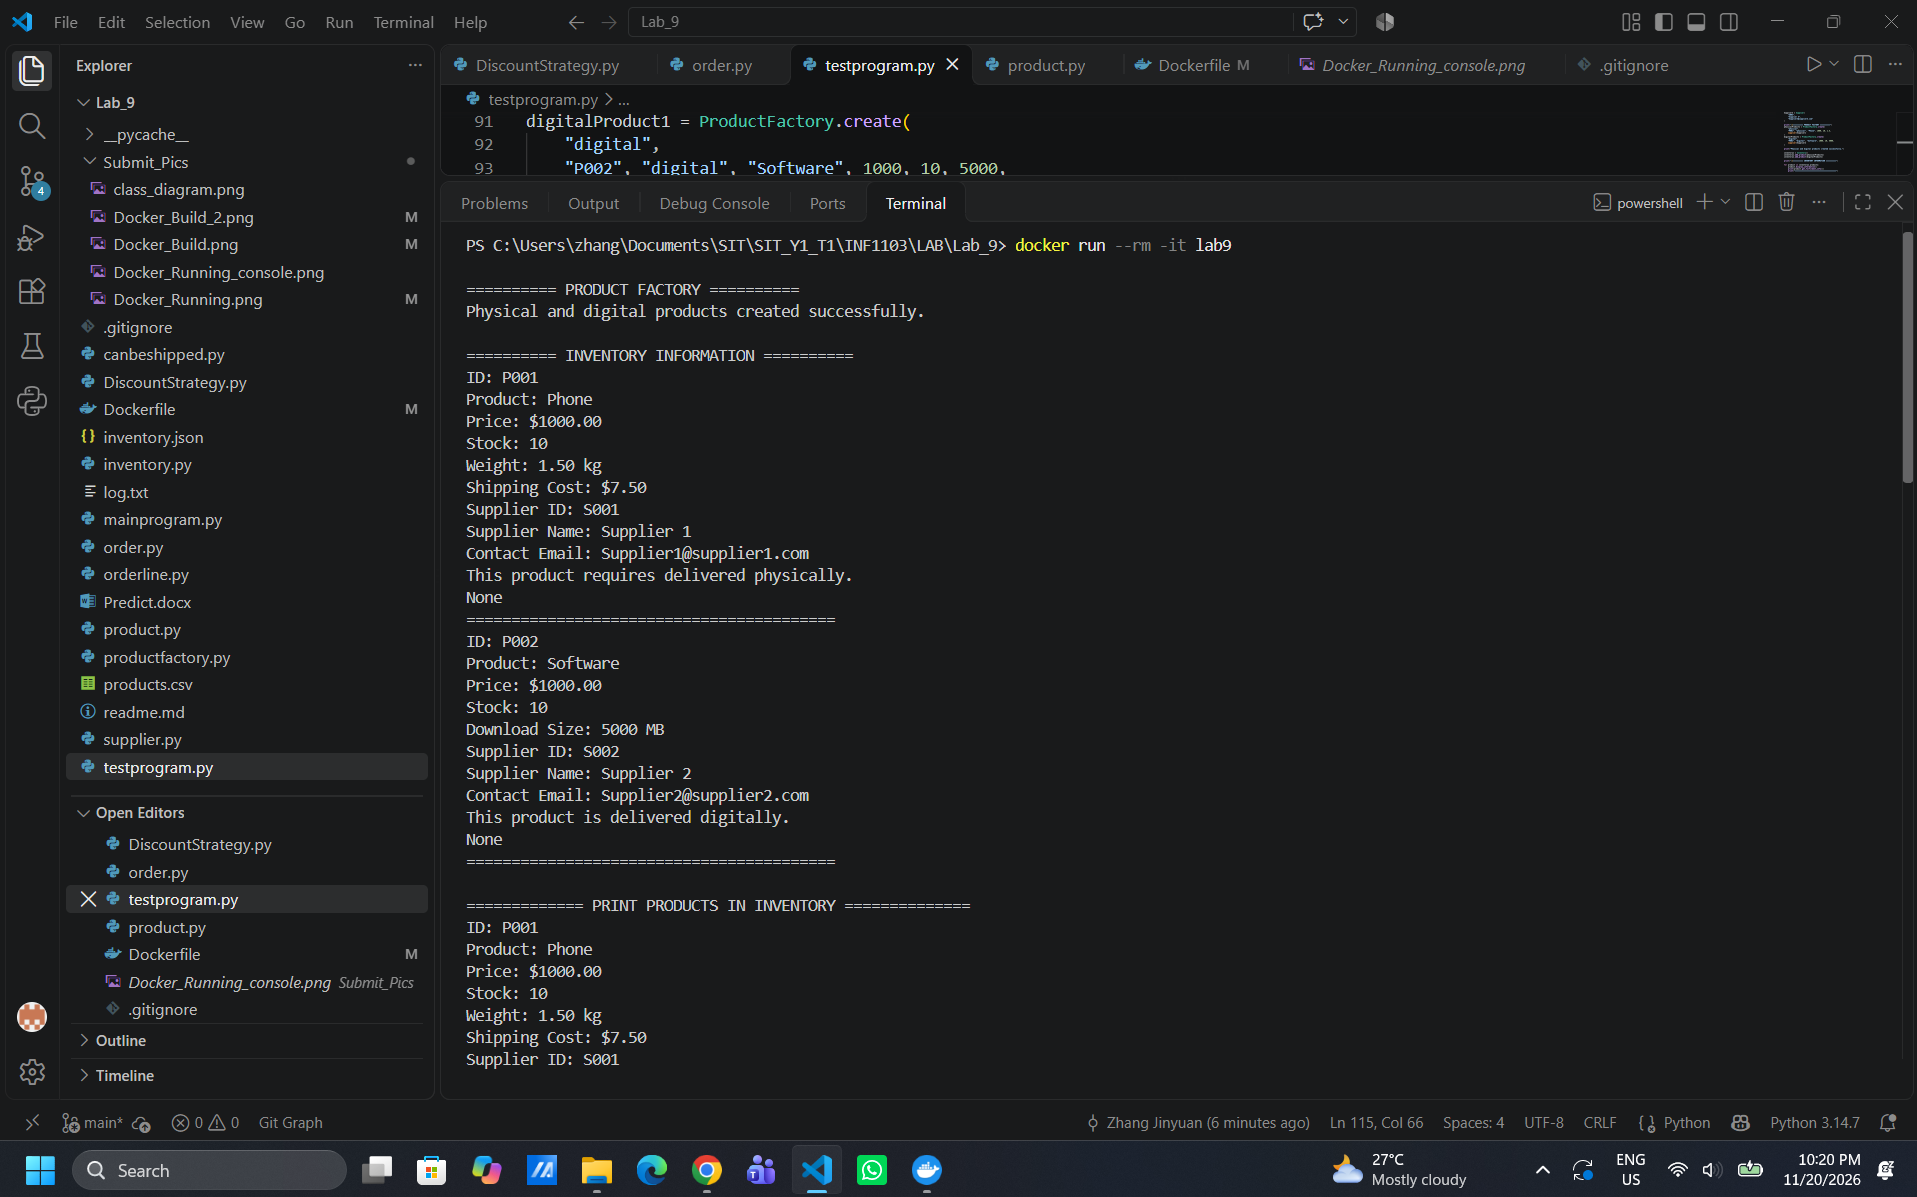 File Edit Selection View Go Run Terminal Help
Lab_9
Explorer
Lab_9
__pycache__
Submit_Pics
class_diagram.png
Docker_Build_2.png M
Docker_Build.png M
Docker_Running_console.png
Docker_Running.png M
.gitignore
canbeshipped.py
DiscountStrategy.py
Dockerfile M
inventory.json
inventory.py
log.txt
mainprogram.py
order.py
orderline.py
Predict.docx
product.py
productfactory.py
products.csv
readme.md
supplier.py
testprogram.py
Open Editors
DiscountStrategy.py
order.py
testprogram.py
product.py
Dockerfile M
Docker_Running_console.png Submit_Pics
.gitignore
Outline
Timeline
4
DiscountStrategy.py order.py testprogram.py product.py Dockerfile M Docker_Running_console.png .gitignore
testprogram.py > ...
91 digitalProduct1 = ProductFactory.create(
92 "digital",
93 "P002", "digital", "Software", 1000, 10, 5000,
Problems Output Debug Console Ports Terminal
powershell
PS C:\Users\zhang\Documents\SIT\SIT_Y1_T1\INF1103\LAB\Lab_9> docker run --rm -it lab9
========== PRODUCT FACTORY ==========
Physical and digital products created successfully.
========== INVENTORY INFORMATION ==========
ID: P001
Product: Phone
Price: $1000.00
Stock: 10
Weight: 1.50 kg
Shipping Cost: $7.50
Supplier ID: S001
Supplier Name: Supplier 1
Contact Email: Supplier1@supplier1.com
This product requires delivered physically.
None
=========================================
ID: P002
Product: Software
Price: $1000.00
Stock: 10
Download Size: 5000 MB
Supplier ID: S002
Supplier Name: Supplier 2
Contact Email: Supplier2@supplier2.com
This product is delivered digitally.
None
=========================================
============= PRINT PRODUCTS IN INVENTORY ==============
ID: P001
Product: Phone
Price: $1000.00
Stock: 10
Weight: 1.50 kg
Shipping Cost: $7.50
Supplier ID: S001
main* 0 0 Git Graph
Zhang Jinyuan (6 minutes ago) Ln 115, Col 66 Spaces: 4 UTF-8 CRLF Python Python 3.14.7
Search
27°C
Mostly cloudy
ENG
US
10:20 PM
11/20/2026